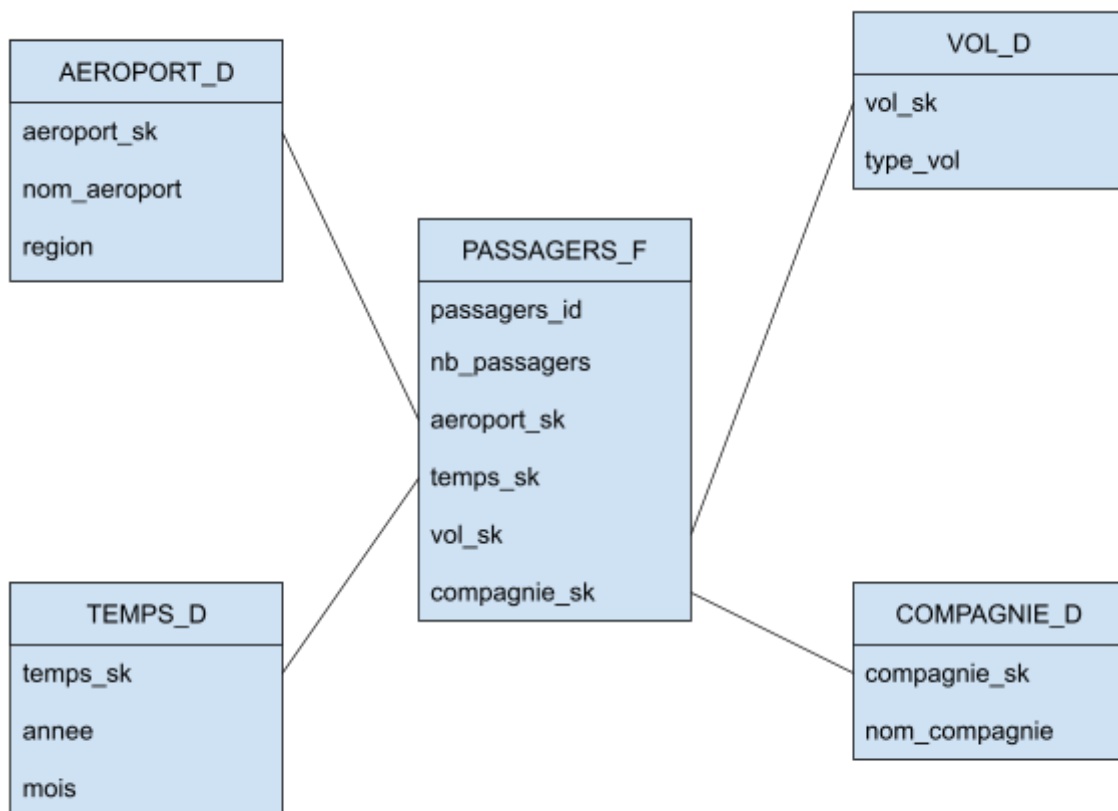 AEROPORT_D
aeroport_sk
nom_aeroport
region
VOL_D
vol_sk
type_vol
PASSAGERS_F
passagers_id
nb_passagers
aeroport_sk
temps_sk
vol_sk
compagnie_sk
TEMPS_D
temps_sk
annee
mois
COMPAGNIE_D
compagnie_sk
nom_compagnie